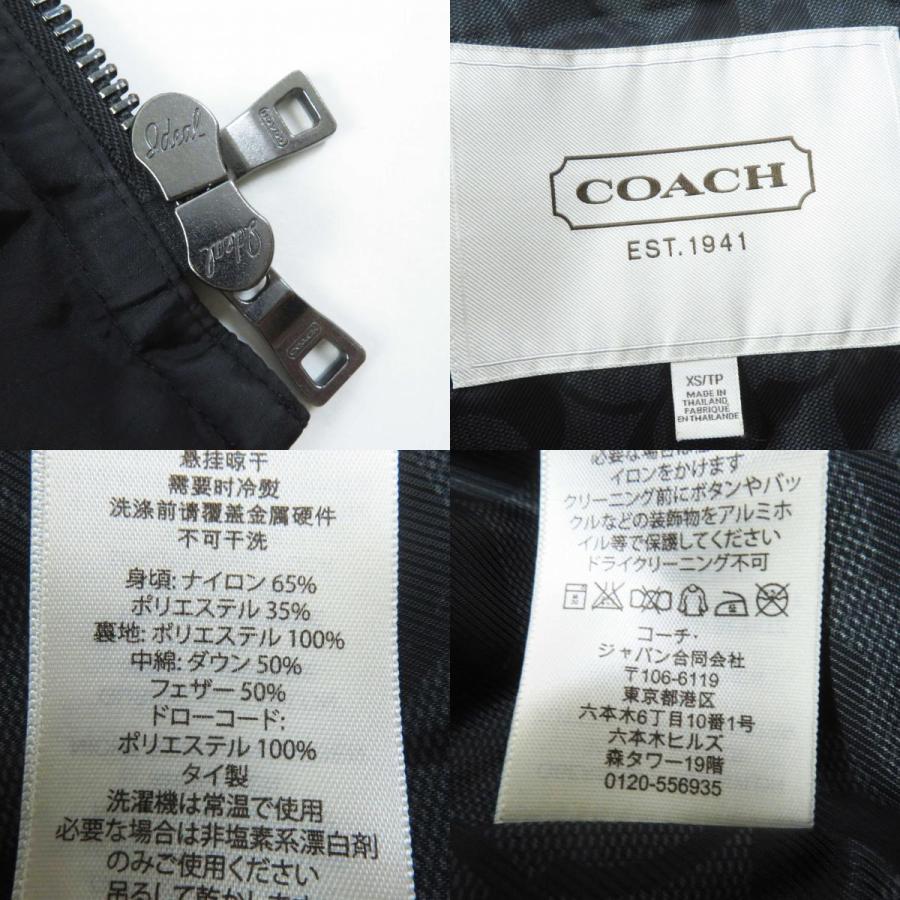 Ideal
COACH
Ideal
COACH
COACH
EST.1941
XS/TP
MADE IN
THAILAND
FABRIQUÉ
EN THAILANDE
悬挂晾干
需要时冷熨
洗涤前请覆盖金属硬件
不可干洗
身頃: ナイロン 65%
ポリエステル 35%
裏地: ポリエステル 100%
中綿: ダウン 50%
フェザー 50%
ドローコード:
ポリエステル 100%
タイ製
洗濯機は常温で使用
必要な場合は非塩素系漂白剤
のみご使用ください
吊るして乾かします
必要な場合は
イロンをかけます
クリーニング前にボタンやバッ
クルなどの装飾物をアルミホ
イル等で保護してください
ドライクリーニング不可
コーチ・
ジャパン合同会社
〒106-6119
東京都港区
六本木6丁目10番1号
六本木ヒルズ
森タワー19階
0120-556935